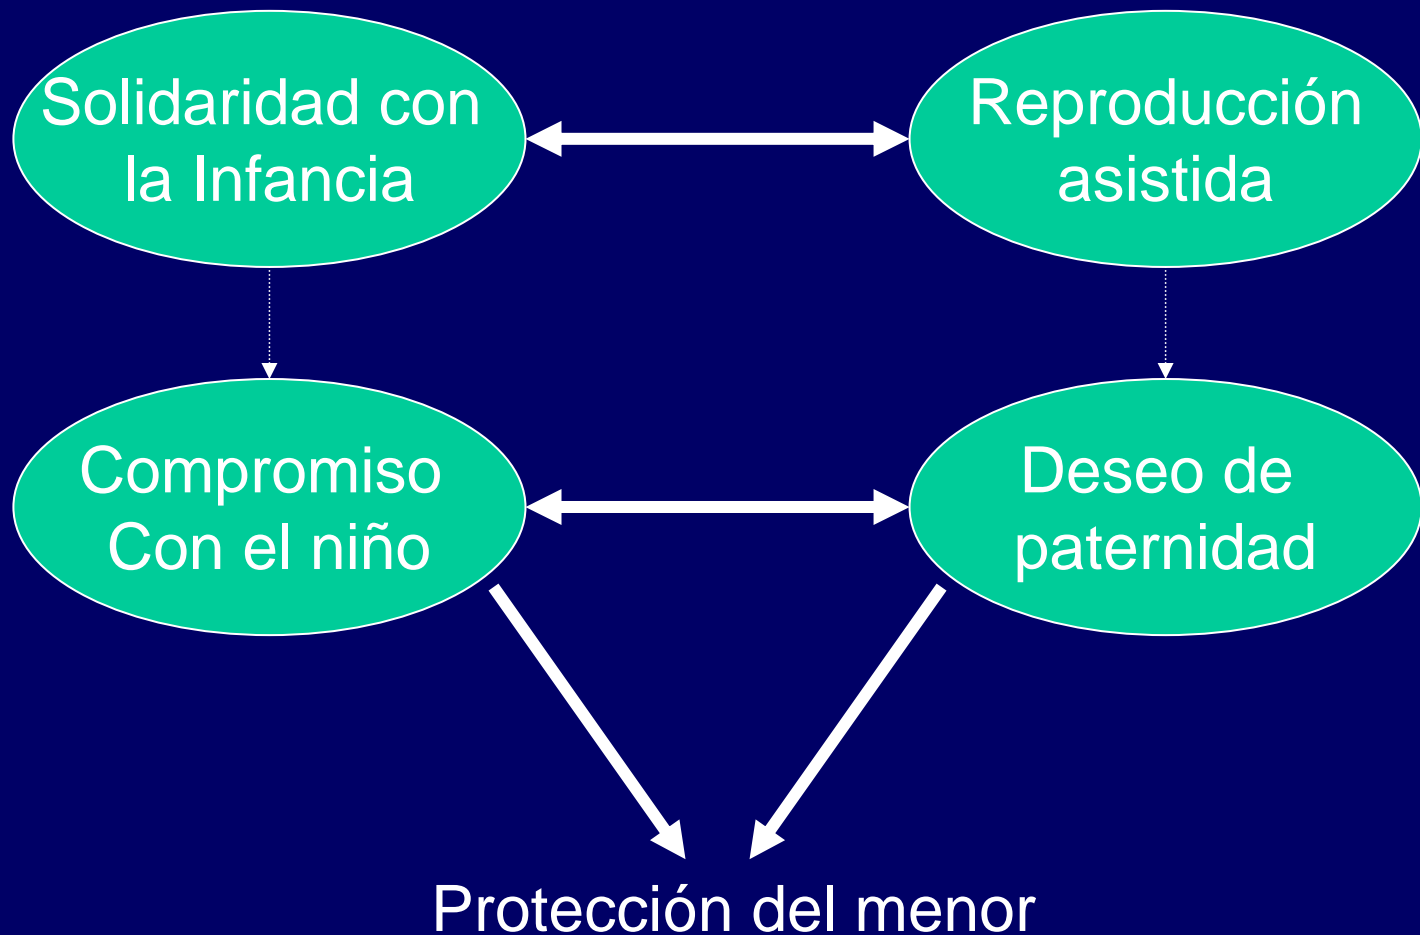 Solidaridad con
la Infancia
Reproducción
asistida
Compromiso
Con el niño
Deseo de
paternidad
Protección del menor